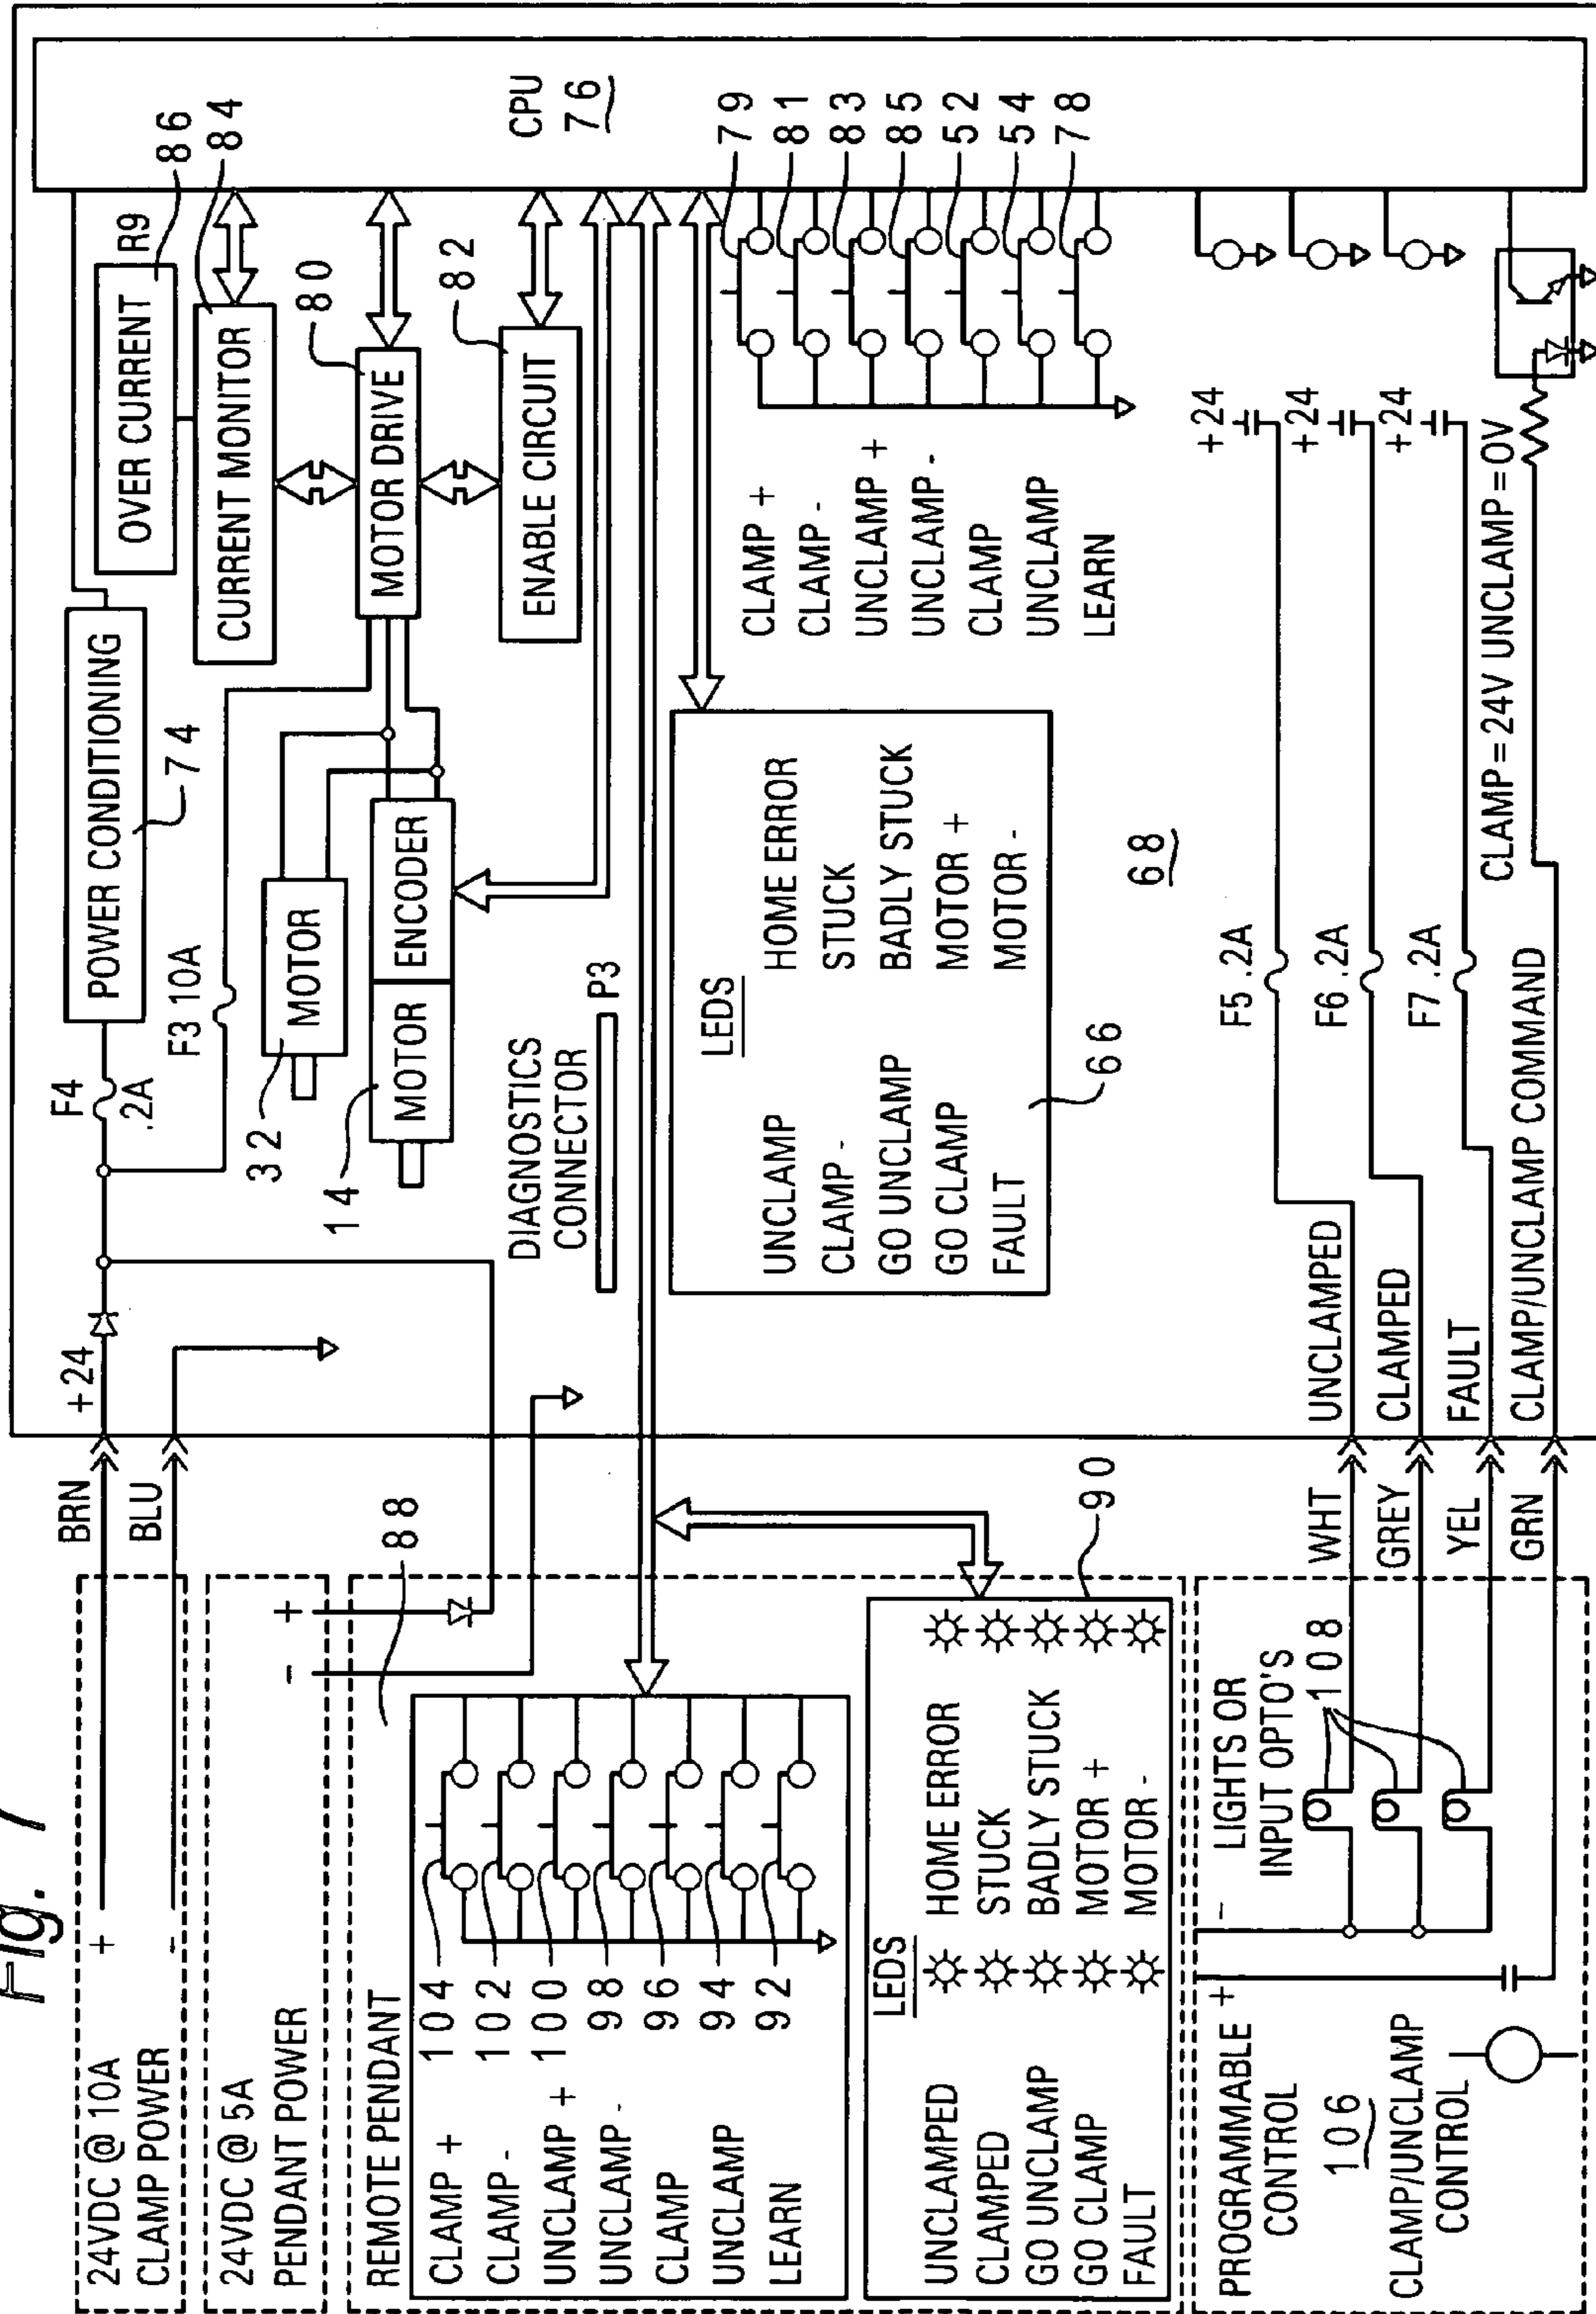 Fig. 7
24VDC @ 10A
CLAMP POWER
+
-
BRN
BLU
24VDC @ 5A
PENDANT POWER
-
+
88
REMOTE PENDANT
CLAMP + 104
CLAMP - 102
UNCLAMP + 100
UNCLAMP - 98
CLAMP 96
UNCLAMP 94
LEARN 92
LEDS
UNCLAMPED HOME ERROR
CLAMPED STUCK
GO UNCLAMP BADLY STUCK
GO CLAMP MOTOR +
FAULT MOTOR -
90
PROGRAMMABLE
CONTROL
106
CLAMP/UNCLAMP
CONTROL
+
-
LIGHTS OR
INPUT OPTO'S
108
WHT
GREY
YEL
GRN
+24
F4
.2A
POWER CONDITIONING
74
F3 10A
OVER CURRENT
R9
86
CURRENT MONITOR
84
MOTOR
32
MOTOR ENCODER
14
MOTOR DRIVE
80
ENABLE CIRCUIT
82
CPU
76
DIAGNOSTICS
CONNECTOR
P3
LEDS
UNCLAMP HOME ERROR
CLAMP - STUCK
GO UNCLAMP BADLY STUCK
GO CLAMP MOTOR +
FAULT MOTOR -
66
CLAMP + 79
CLAMP - 81
UNCLAMP + 83
UNCLAMP - 85
CLAMP 52
UNCLAMP 54
LEARN 78
68
UNCLAMPED F5 .2A +24
CLAMPED F6 .2A +24
FAULT F7 .2A +24
CLAMP/UNCLAMP COMMAND
CLAMP=24V UNCLAMP=0V